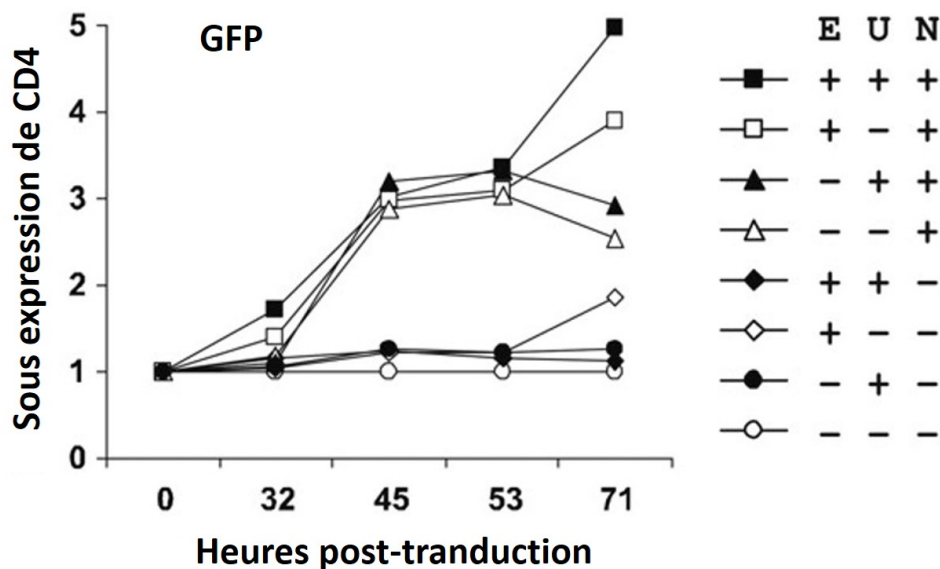 GFP
Sous expression de CD4
5
4
3
2
1
0
0 32 45 53 71
Heures post-tranduction
E U N
+ + +
+ − +
− + +
− − +
+ + −
+ − −
− + −
− − −